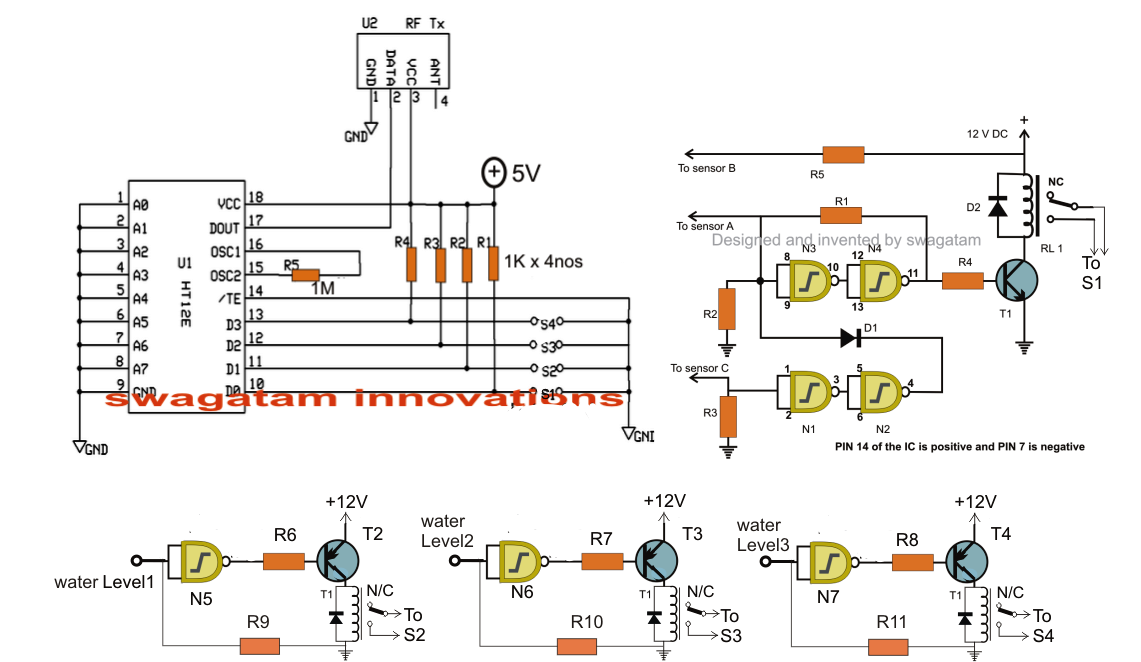 U2 RF Tx
GND DATA VCC ANT
1 2 3 4
GND
5V
1 A0 VCC 18
2 A1 DOUT 17
3 A2 OSC1 16
4 A3 OSC2 15
5 A4 /TE 14
6 A5 D3 13
7 A6 D2 12
8 A7 D1 11
9 GND D0 10
U1 HT12E
R5
1M
R4 R3 R2 R1
1K x 4nos
S4
S3
S2
S1
GND
GNI
swagatam innovations
+
12 V DC
To sensor B
R5
NC
D2
RL 1
To
S1
To sensor A
R1
Designed and invented by swagatam
N3 N4
8 10 12 11
9 13
R4
T1
R2
D1
To sensor C
R3
1 3 5 4
2 6
N1 N2
PIN 14 of the IC is positive and PIN 7 is negative
+12V
water Level1
N5
R6
T2
T1
N/C
To
S2
R9
+12V
water
Level2
N6
R7
T3
T1
N/C
To
S3
R10
+12V
water
Level3
N7
R8
T4
T1
N/C
To
S4
R11